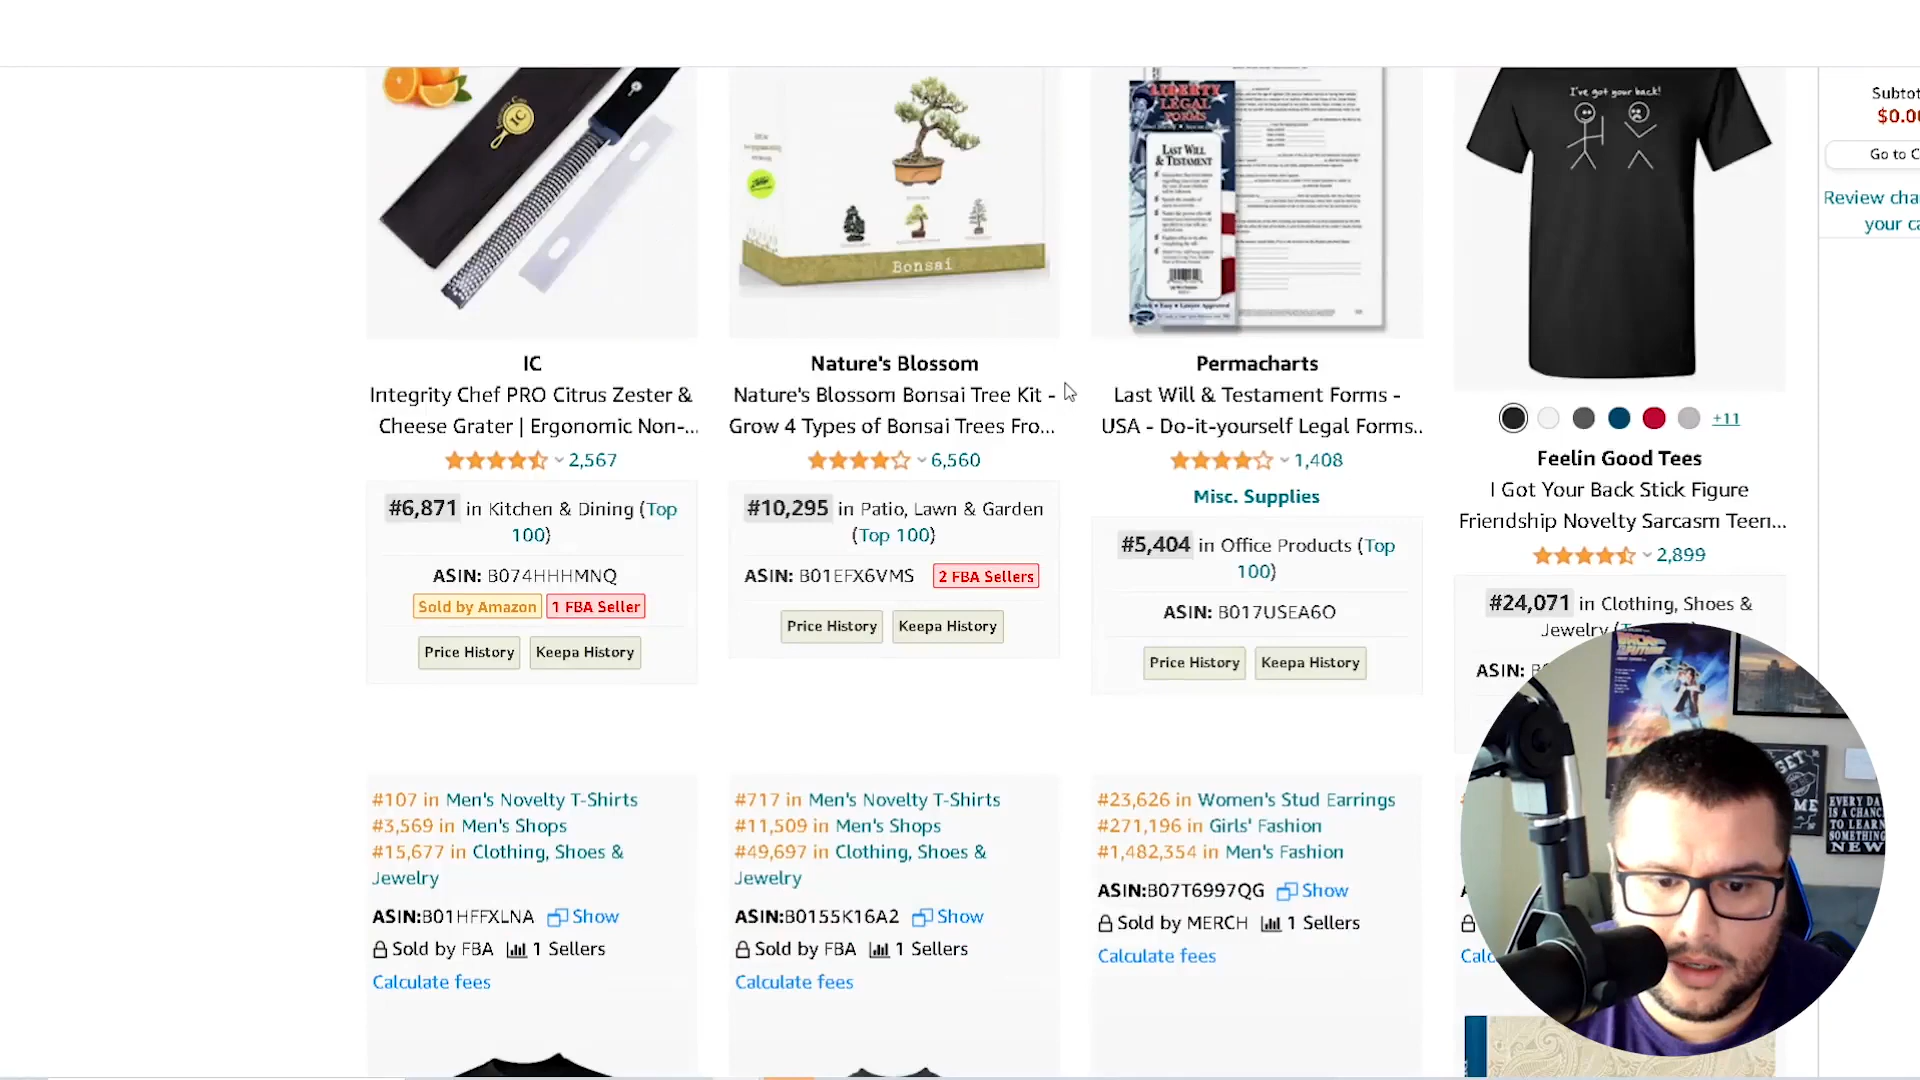 IC
Integrity Chef PRO Citrus Zester &
Cheese Grater | Ergonomic Non-...
2,567
#6,871 in Kitchen & Dining (Top
100)
ASIN: B074HHHMNQ
Sold by Amazon 1 FBA Seller
Price History Keepa History
Bonsai
Nature's Blossom
Nature's Blossom Bonsai Tree Kit -
Grow 4 Types of Bonsai Trees Fro...
6,560
#10,295 in Patio, Lawn & Garden
(Top 100)
ASIN: B01EFX6VMS 2 FBA Sellers
Price History Keepa History
LIBERTY
LEGAL
FORMS
LAST WILL
& TESTAMENT
Permacharts
Last Will & Testament Forms -
USA - Do-it-yourself Legal Forms..
1,408
Misc. Supplies
#5,404 in Office Products (Top
100)
ASIN: B017USEA6O
Price History Keepa History
I've got your back!
+11
Feelin Good Tees
I Got Your Back Stick Figure
Friendship Novelty Sarcasm Teen...
2,899
#24,071 in Clothing, Shoes &
Jewelry
ASIN:
Subtot
$0.0
Go to C
Review cha
your ca
#107 in Men's Novelty T-Shirts
#3,569 in Men's Shops
#15,677 in Clothing, Shoes &
Jewelry
ASIN:B01HFFXLNA Show
Sold by FBA 1 Sellers
Calculate fees
#717 in Men's Novelty T-Shirts
#11,509 in Men's Shops
#49,697 in Clothing, Shoes &
Jewelry
ASIN:B0155K16A2 Show
Sold by FBA 1 Sellers
Calculate fees
#23,626 in Women's Stud Earrings
#271,196 in Girls' Fashion
#1,482,354 in Men's Fashion
ASIN:B07T6997QG Show
Sold by MERCH 1 Sellers
Calculate fees
Calc
BACK
FUTURE
GET
ME
EVERY DA
IS A CHANC
TO LEARN
SOMETHING
NEW